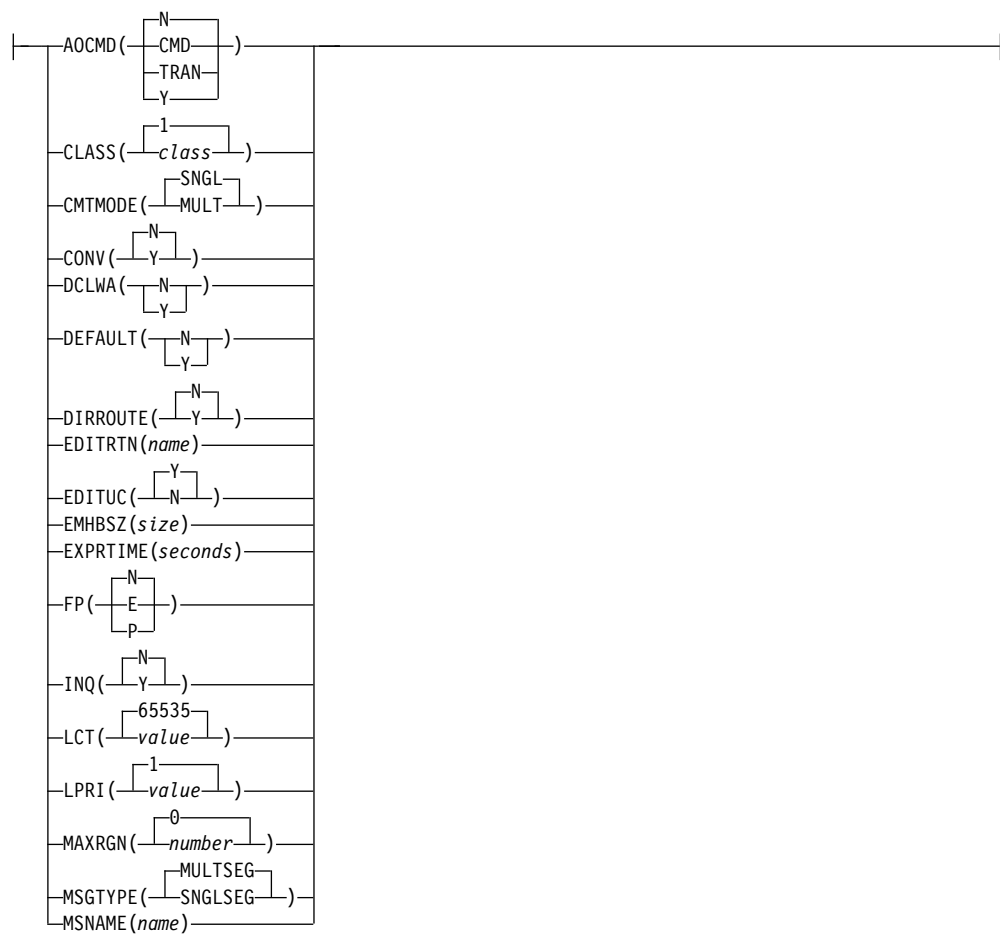 N
AOCMD( CMD )
TRAN
Y
1
CLASS( class )
SNGL
CMTMODE( MULT )
N
CONV( Y )
DCLWA( N )
Y
DEFAULT( N )
Y
N
DIRROUTE( Y )
EDITRTN(name)
Y
EDITUC( N )
EMHBSZ(size)
EXPRTIME(seconds)
N
FP( E )
P
N
INQ( Y )
65535
LCT( value )
1
LPRI( value )
0
MAXRGN( number )
MULTSEG
MSGTYPE( SNGLSEG )
MSNAME(name)